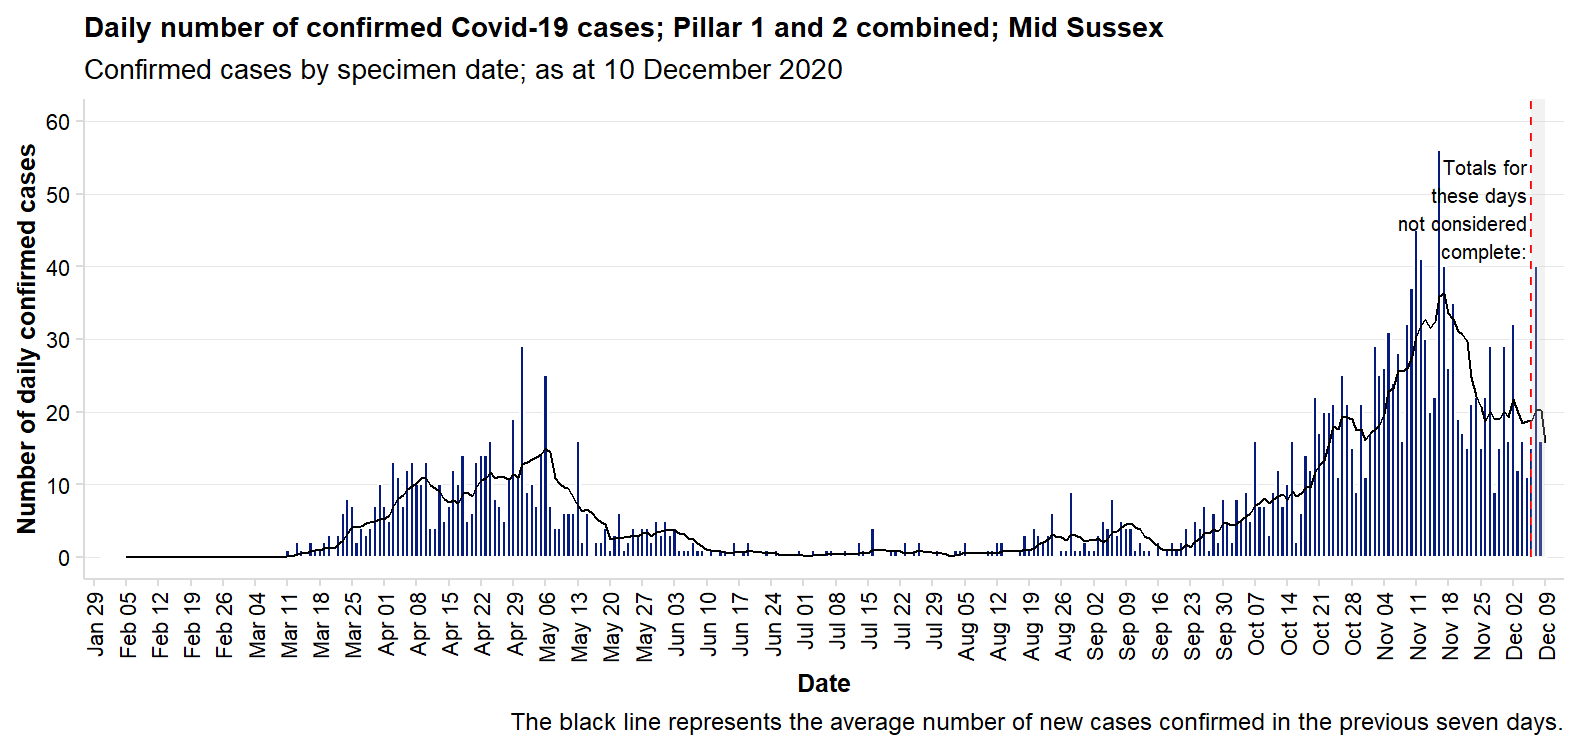 Daily number of confirmed Covid-19 cases; Pillar 1 and 2 combined; Mid Sussex
Confirmed cases by specimen date; as at 10 December 2020
Number of daily confirmed cases
60
50
40
30
20
10
0
Totals for
these days
not considered
complete:
Jan 29
Feb 05
Feb 12
Feb 19
Feb 26
Mar 04
Mar 11
Mar 18
Mar 25
Apr 01
Apr 08
Apr 15
Apr 22
Apr 29
May 06
May 13
May 20
May 27
Jun 03
Jun 10
Jun 17
Jun 24
Jul 01
Jul 08
Jul 15
Jul 22
Jul 29
Aug 05
Aug 12
Aug 19
Aug 26
Sep 02
Sep 09
Sep 16
Sep 23
Sep 30
Oct 07
Oct 14
Oct 21
Oct 28
Nov 04
Nov 11
Nov 18
Nov 25
Dec 02
Dec 09
Date
The black line represents the average number of new cases confirmed in the previous seven days.